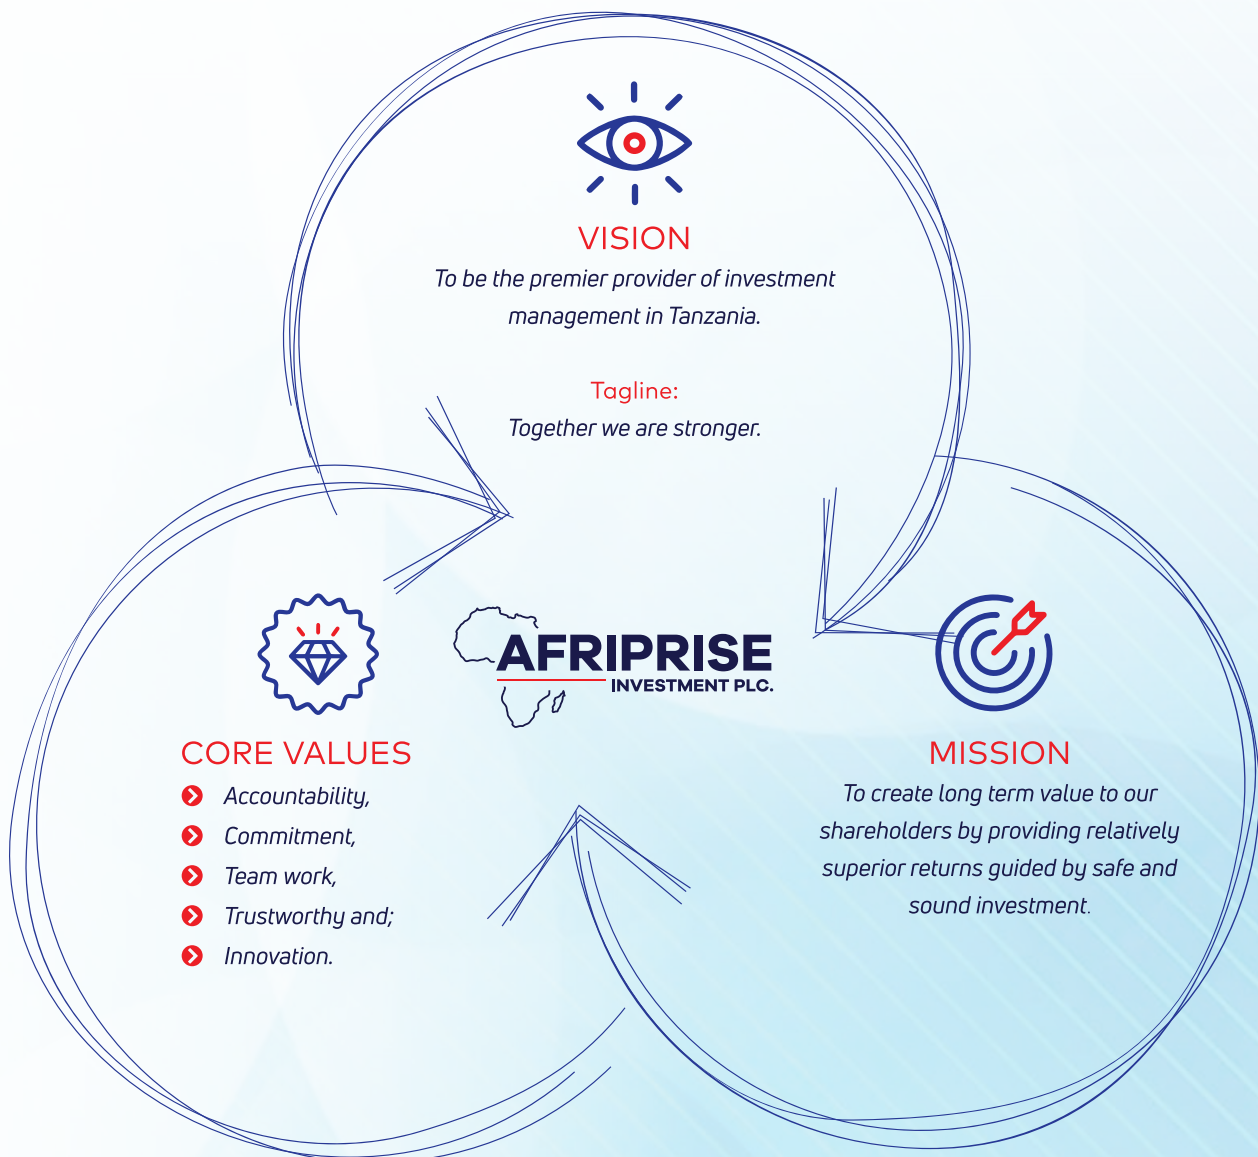 VISION
To be the premier provider of investment
management in Tanzania.
Tagline:
Together we are stronger.
AFRIPRISE
INVESTMENT PLC.
CORE VALUES
Accountability,
Commitment,
Team work,
Trustworthy and;
Innovation.
MISSION
To create long term value to our
shareholders by providing relatively
superior returns guided by safe and
sound investment.